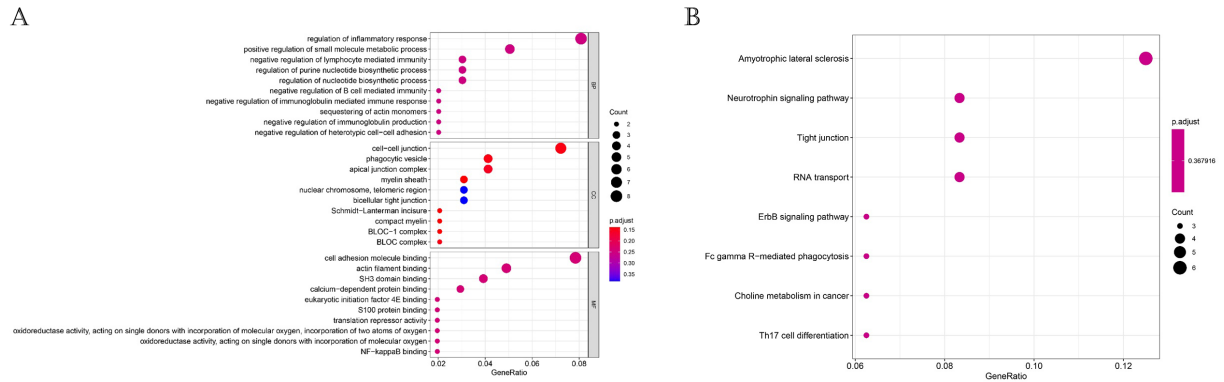 A
regulation of inflammatory response
positive regulation of small molecule metabolic process
negative regulation of lymphocyte mediated immunity
regulation of purine nucleotide biosynthetic process
regulation of nucleotide biosynthetic process
negative regulation of B cell mediated immunity
negative regulation of immunoglobulin mediated immune response
sequestering of actin monomers
negative regulation of immunoglobulin production
negative regulation of heterotypic cell−cell adhesion
BP
cell−cell junction
phagocytic vesicle
apical junction complex
myelin sheath
nuclear chromosome, telomeric region
bicellular tight junction
Schmidt−Lanterman incisure
compact myelin
BLOC−1 complex
BLOC complex
CC
cell adhesion molecule binding
actin filament binding
SH3 domain binding
calcium−dependent protein binding
eukaryotic initiation factor 4E binding
S100 protein binding
translation repressor activity
oxidoreductase activity, acting on single donors with incorporation of molecular oxygen, incorporation of two atoms of oxygen
oxidoreductase activity, acting on single donors with incorporation of molecular oxygen
NF−kappaB binding
MF
0.02 0.04 0.06 0.08
GeneRatio
Count
2
3
4
5
6
7
8
p.adjust
0.15
0.20
0.25
0.30
0.35
B
Amyotrophic lateral sclerosis
Neurotrophin signaling pathway
Tight junction
RNA transport
ErbB signaling pathway
Fc gamma R−mediated phagocytosis
Choline metabolism in cancer
Th17 cell differentiation
0.06 0.08 0.10 0.12
GeneRatio
p.adjust
0.367916
Count
3
4
5
6